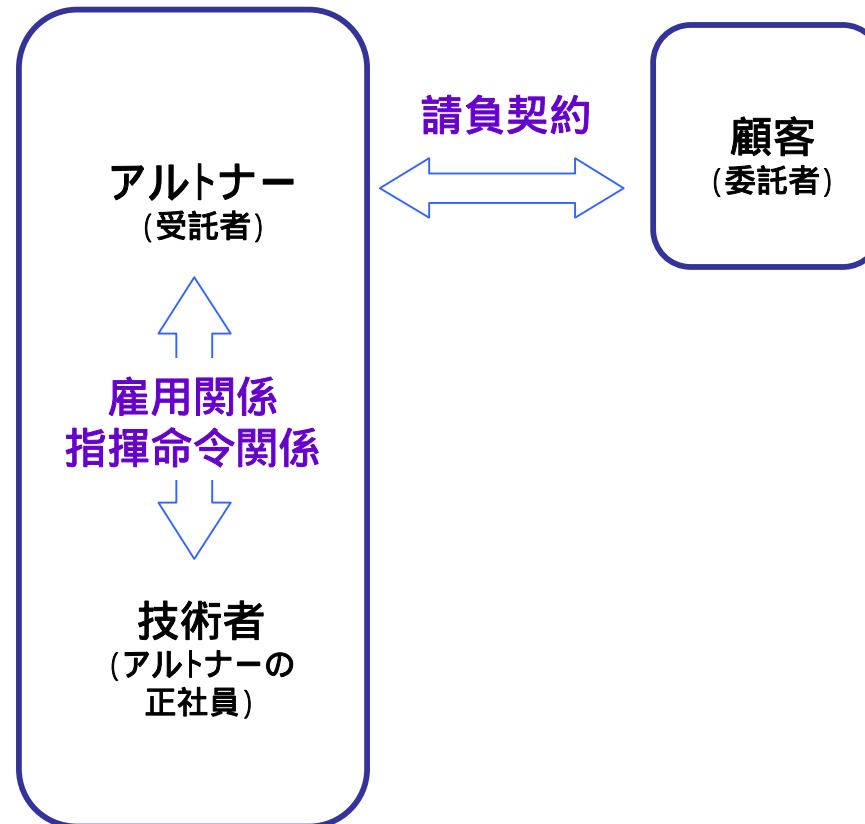 請負契約
顧客
(委託者)
アルトナー
(受託者)
雇用関係
指揮命令関係
技術者
(アルトナーの
正社員)